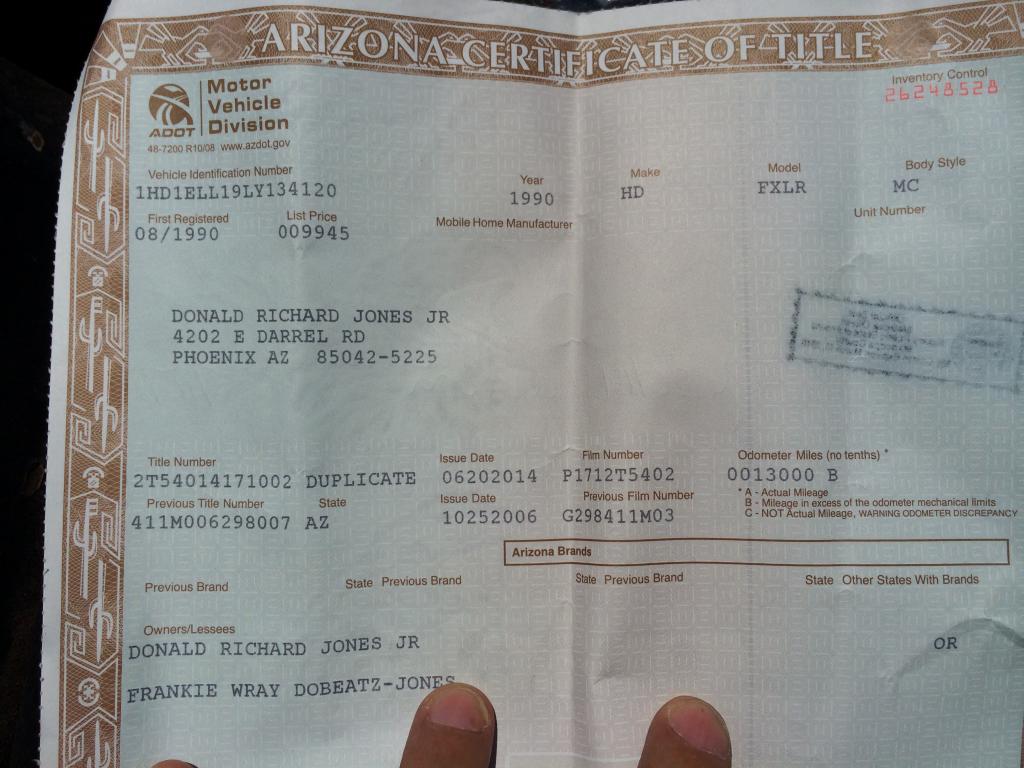 ARIZONA CERTIFICATE OF TITLE
Motor
Vehicle
Division
ADOT
48-7200 R10/08 www.azdot.gov
Inventory Control
26248528
Vehicle Identification Number Year Make Model Body Style
1HD1ELL19LY134120 1990 HD FXLR MC
First Registered List Price Mobile Home Manufacturer Unit Number
08/1990 009945
DONALD RICHARD JONES JR
4202 E DARREL RD
PHOENIX AZ 85042-5225
Title Number Issue Date Film Number Odometer Miles (no tenths) *
2T54014171002 DUPLICATE 06202014 P1712T5402 0013000 B
Previous Title Number State Issue Date Previous Film Number
411M006298007 AZ 10252006 G298411M03
* A - Actual Mileage
B - Mileage in excess of the odometer mechanical limits
C - NOT Actual Mileage, WARNING ODOMETER DISCREPANCY
Arizona Brands
Previous Brand State Previous Brand State Previous Brand State Other States With Brands
Owners/Lessees
DONALD RICHARD JONES JR OR
FRANKIE WRAY DOBEATZ-JONES